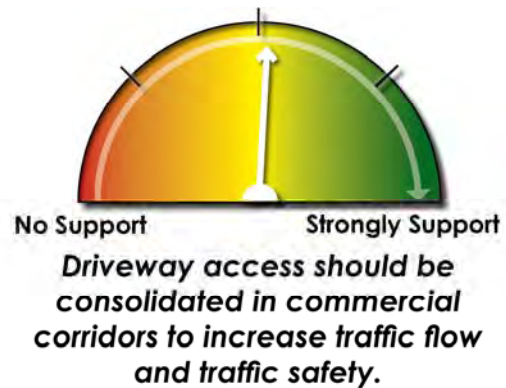 No Support Strongly Support
Driveway access should be
consolidated in commercial
corridors to increase traffic flow
and traffic safety.